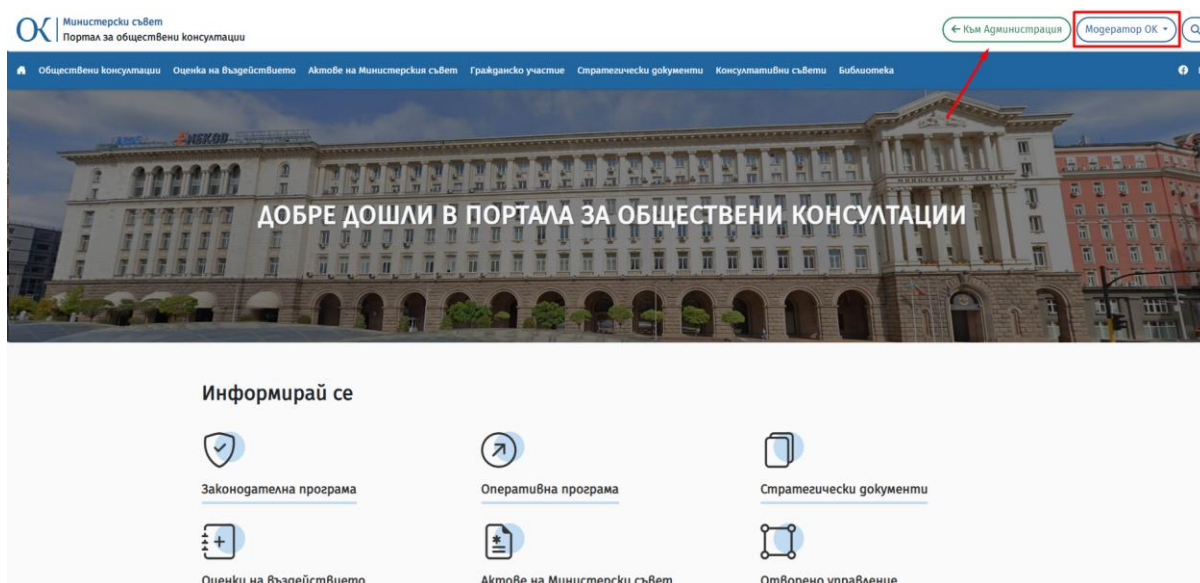 Министерски съвет
Портал за обществени консултации
← Към Администрация
Модератор ОК
Обществени консултации Оценка на въздействието Актове на Министерския съвет Гражданско участие Стратегически документи Консултативни съвети Библиотека
МИНИСТЕРСКИ СЪВЕТ
ДОБРЕ ДОШЛИ В ПОРТАЛА ЗА ОБЩЕСТВЕНИ КОНСУЛТАЦИИ
Информирай се
Законодателна програма
Оперативна програма
Стратегически документи
Оценки на въздействието
Актове на Министерски съвет
Отворено управление